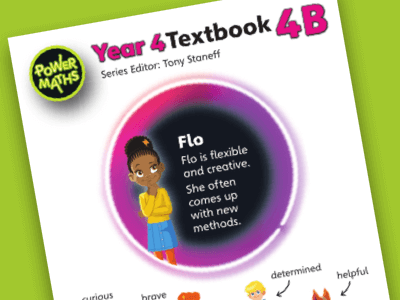 POWER
MATHS
Year 4 Textbook 4B
Series Editor: Tony Staneff
Flo
Flo is flexible
and creative.
She often
comes up
with new
methods.
determined
helpful
curious
brave